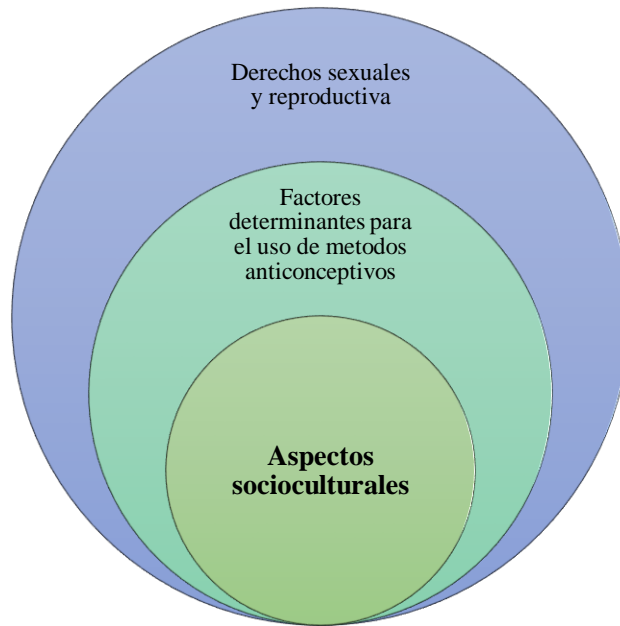 Derechos sexuales
y reproductiva
Factores
determinantes para
el uso de metodos
anticonceptivos
Aspectos
socioculturales